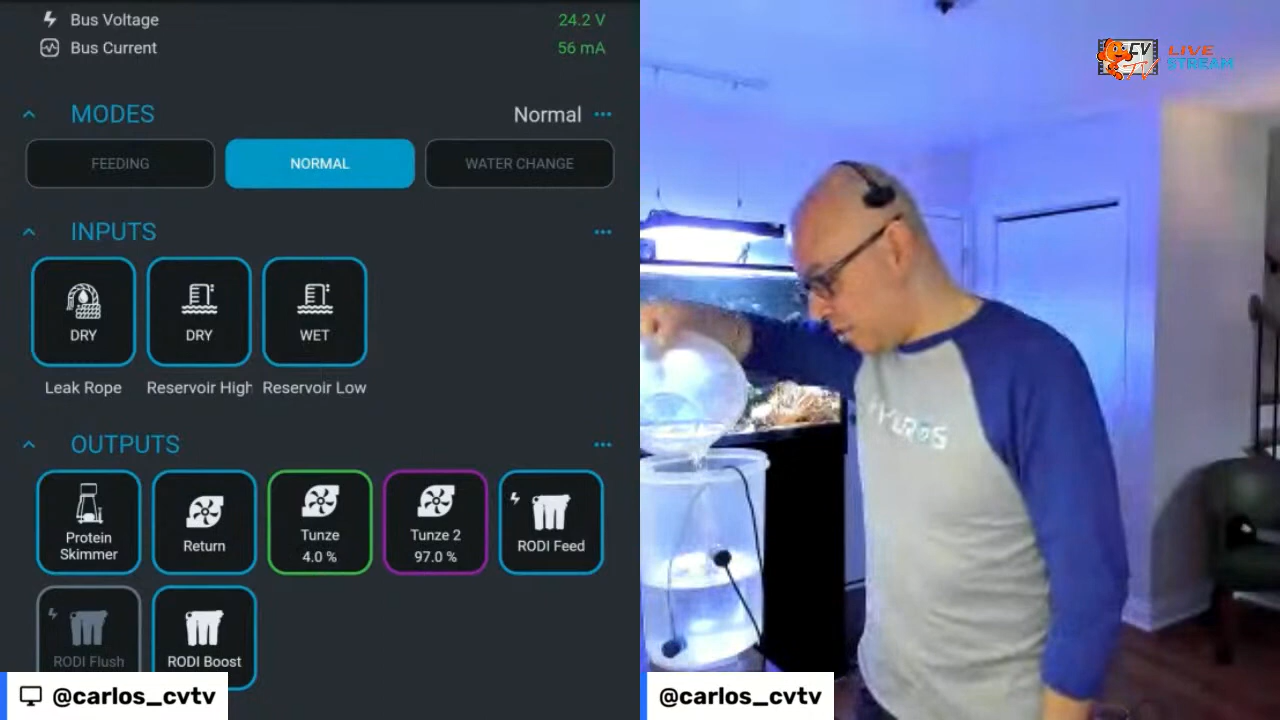 Bus Voltage 24.2 V
Bus Current 56 mA
MODES Normal
FEEDING NORMAL WATER CHANGE
INPUTS
DRY DRY WET
Leak Rope Reservoir High Reservoir Low
OUTPUTS
Protein Skimmer
Return
Tunze
4.0 %
Tunze 2
97.0 %
RODI Feed
RODI Flush
RODI Boost
@carlos_cvtv
CV
TV
LIVE
STREAM
@carlos_cvtv